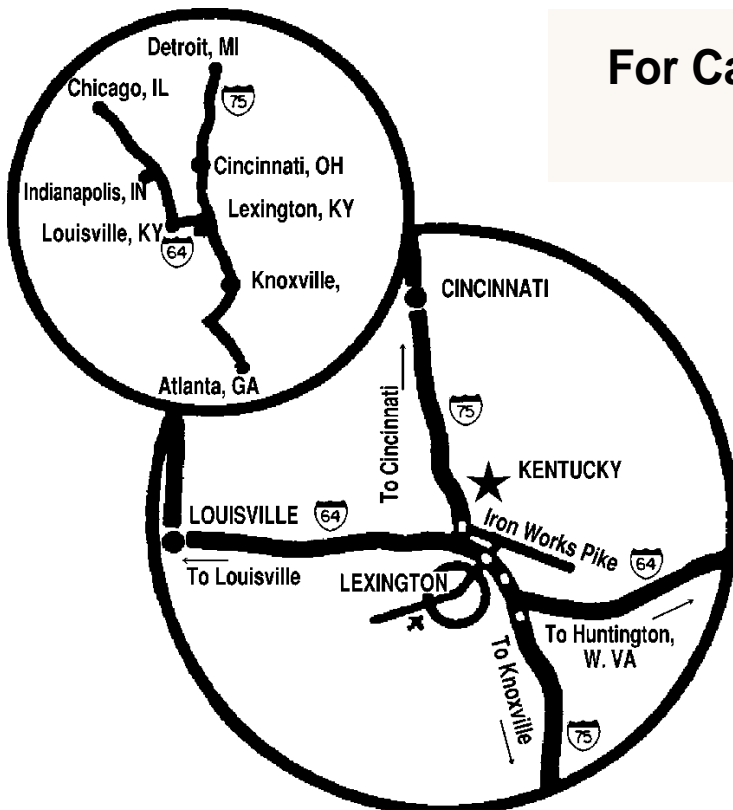 For Ca
Detroit, MI
Chicago, IL
75
Cincinnati, OH
Indianapolis, IN
Lexington, KY
Louisville, KY
64
Knoxville,
Atlanta, GA
CINCINNATI
To Cincinnati
75
KENTUCKY
LOUISVILLE
64
Iron Works Pike
64
To Louisville
LEXINGTON
To Huntington,
W. VA
To Knoxville
75